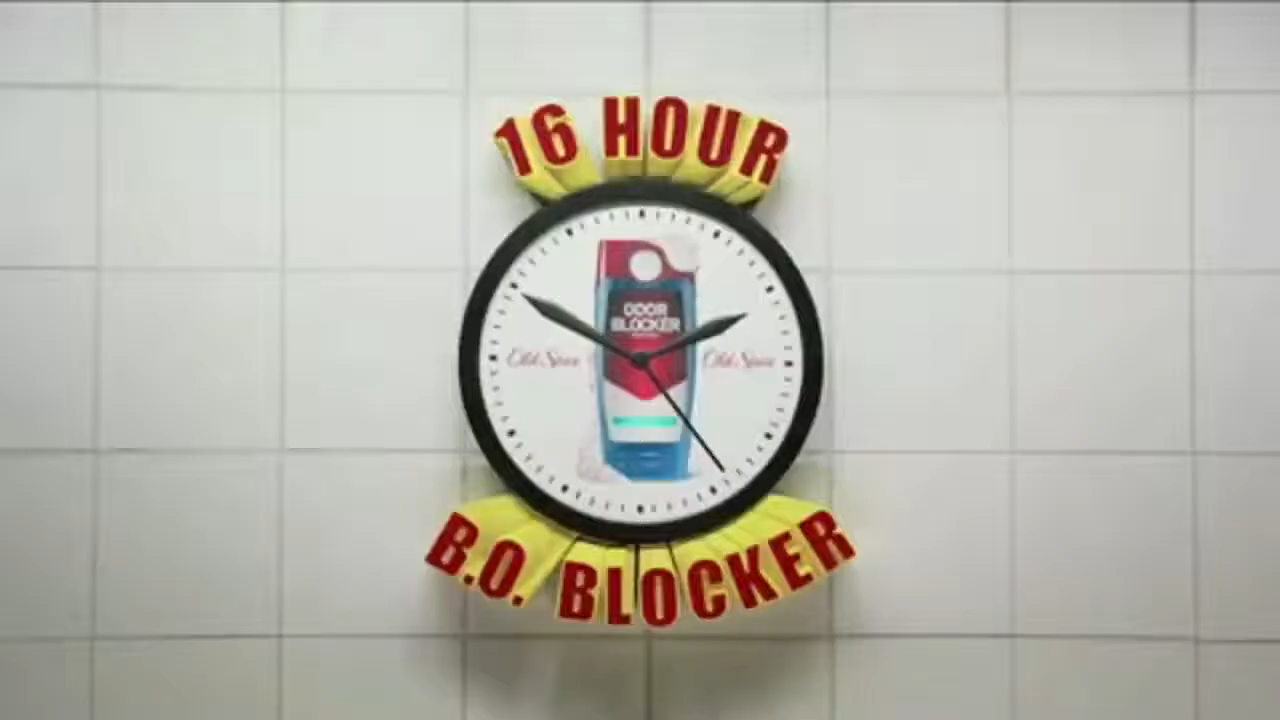 16 HOUR
ODOR
BLOCKER
Old Spice Old Spice
B.O. BLOCKER